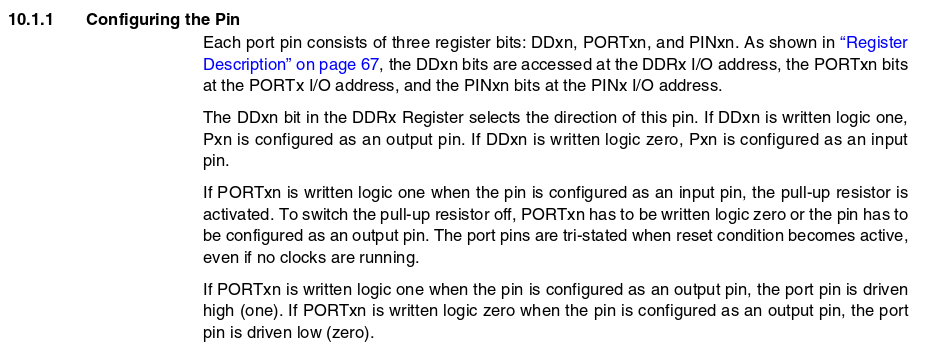 10.1.1 Configuring the Pin
Each port pin consists of three register bits: DDxn, PORTxn, and PINxn. As shown in “Register
Description” on page 67, the DDxn bits are accessed at the DDRx I/O address, the PORTxn bits
at the PORTx I/O address, and the PINxn bits at the PINx I/O address.
The DDxn bit in the DDRx Register selects the direction of this pin. If DDxn is written logic one,
Pxn is configured as an output pin. If DDxn is written logic zero, Pxn is configured as an input
pin.
If PORTxn is written logic one when the pin is configured as an input pin, the pull-up resistor is
activated. To switch the pull-up resistor off, PORTxn has to be written logic zero or the pin has to
be configured as an output pin. The port pins are tri-stated when reset condition becomes active,
even if no clocks are running.
If PORTxn is written logic one when the pin is configured as an output pin, the port pin is driven
high (one). If PORTxn is written logic zero when the pin is configured as an output pin, the port
pin is driven low (zero).